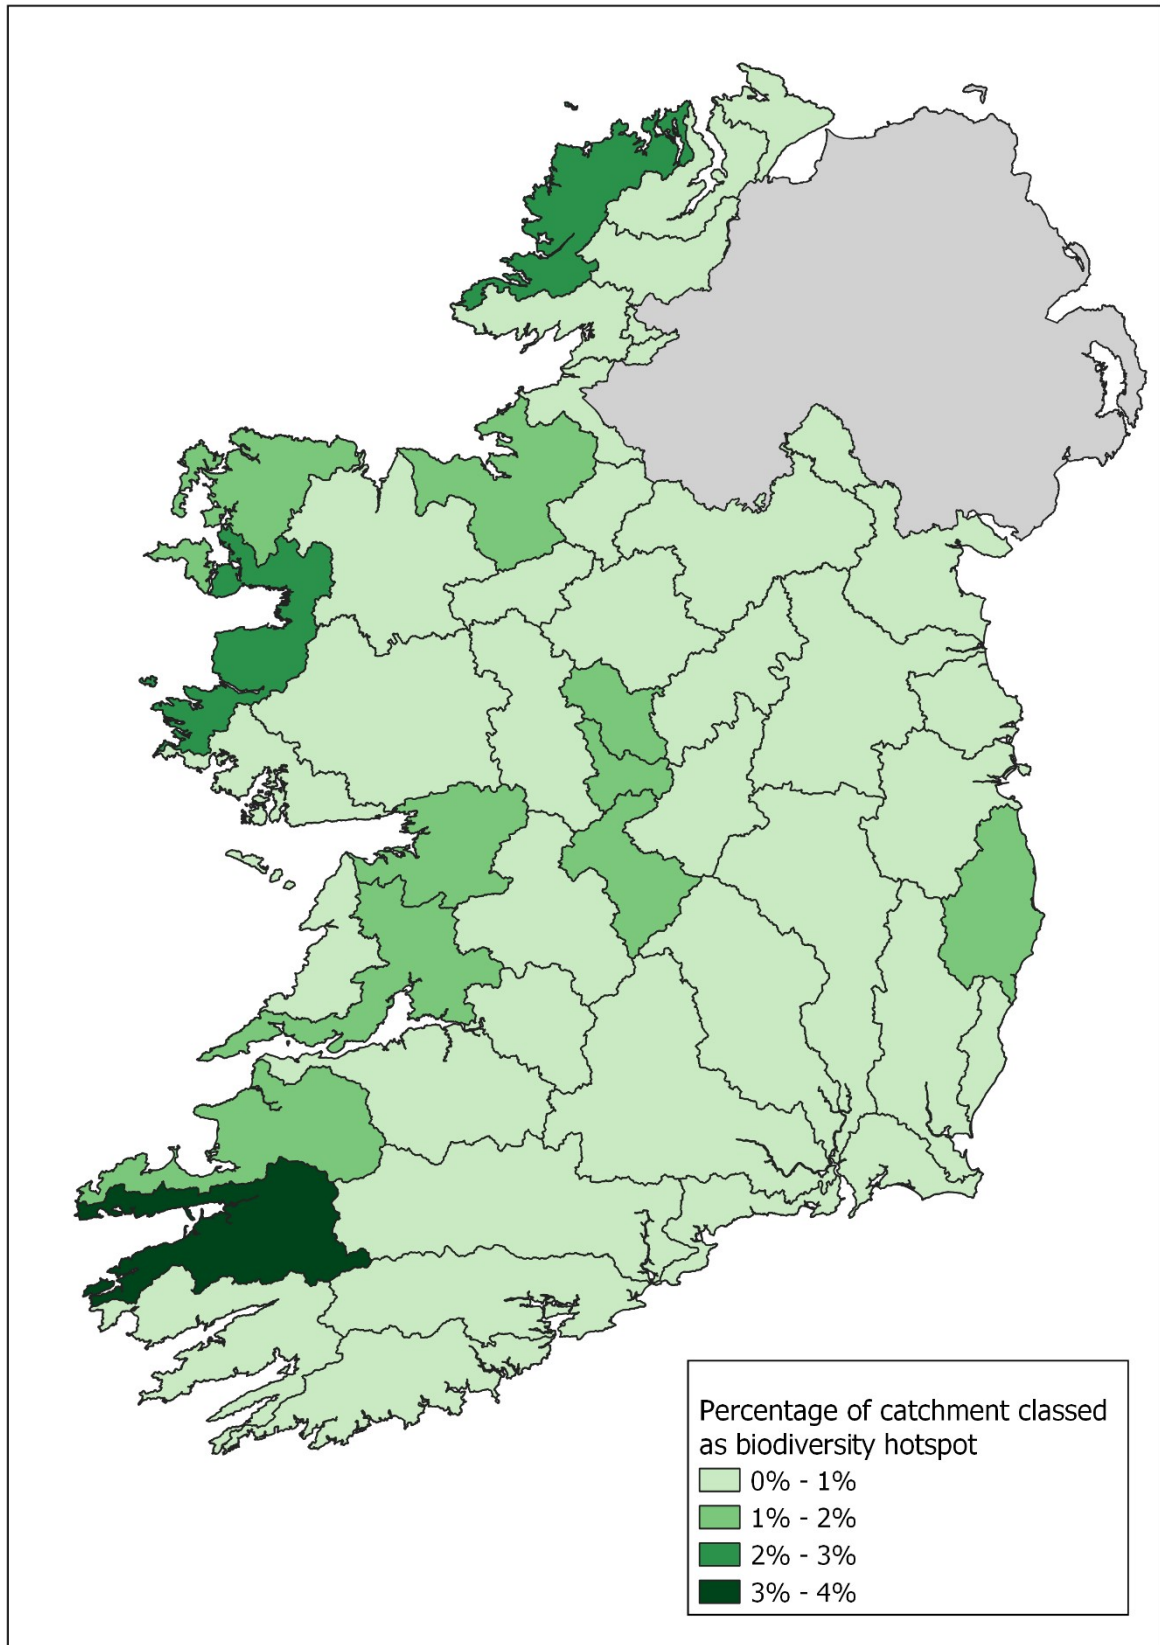 Percentage of catchment classed
as biodiversity hotspot
0% - 1%
1% - 2%
2% - 3%
3% - 4%